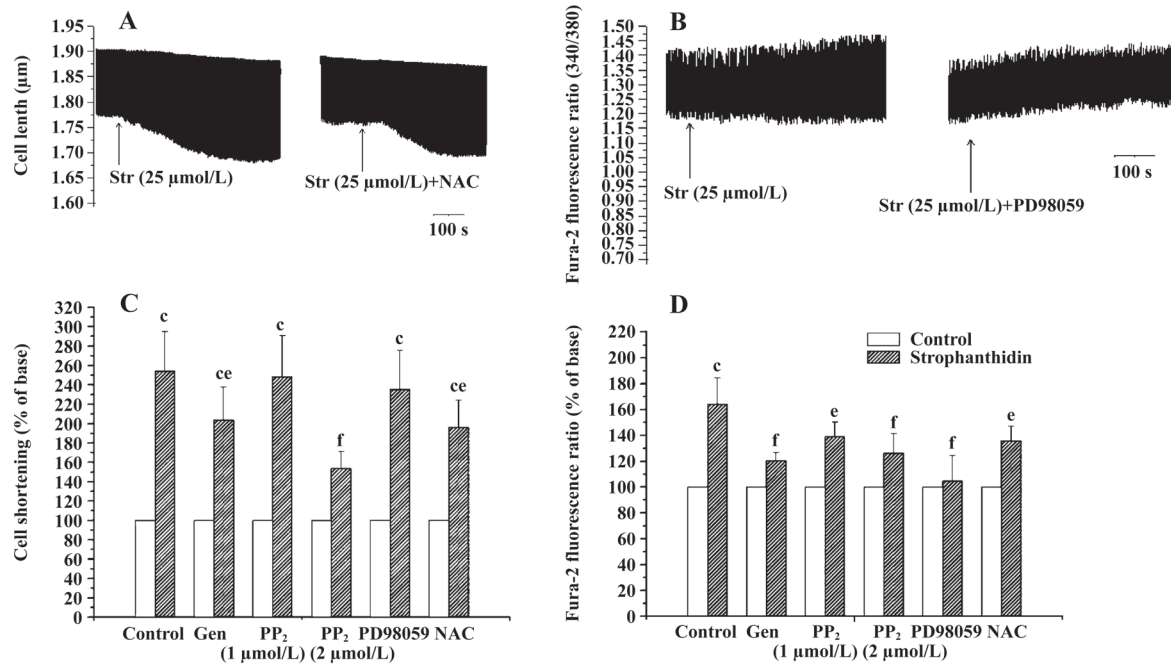 A
Cell lenth (µm)
1.95
1.90
1.85
1.80
1.75
1.70
1.65
1.60
Str (25 µmol/L)
Str (25 µmol/L)+NAC
100 s
B
Fura-2 fluorescence ratio (340/380)
1.50
1.45
1.40
1.35
1.30
1.25
1.20
1.15
1.10
1.05
1.00
0.95
0.90
0.85
0.80
0.75
0.70
Str (25 µmol/L)
Str (25 µmol/L)+PD98059
100 s
C
Cell shortening (% of base)
320
300
280
260
240
220
200
180
160
140
120
100
80
60
40
20
0
c
ce
c
f
c
ce
Control Gen PP2 PP2 PD98059 NAC
(1 µmol/L) (2 µmol/L)
D
Fura-2 fluorescence ratio (% of base)
220
200
180
160
140
120
100
80
60
40
20
0
Control
Strophanthidin
c
f
e
f
f
e
Control Gen PP2 PP2 PD98059 NAC
(1 µmol/L) (2 µmol/L)